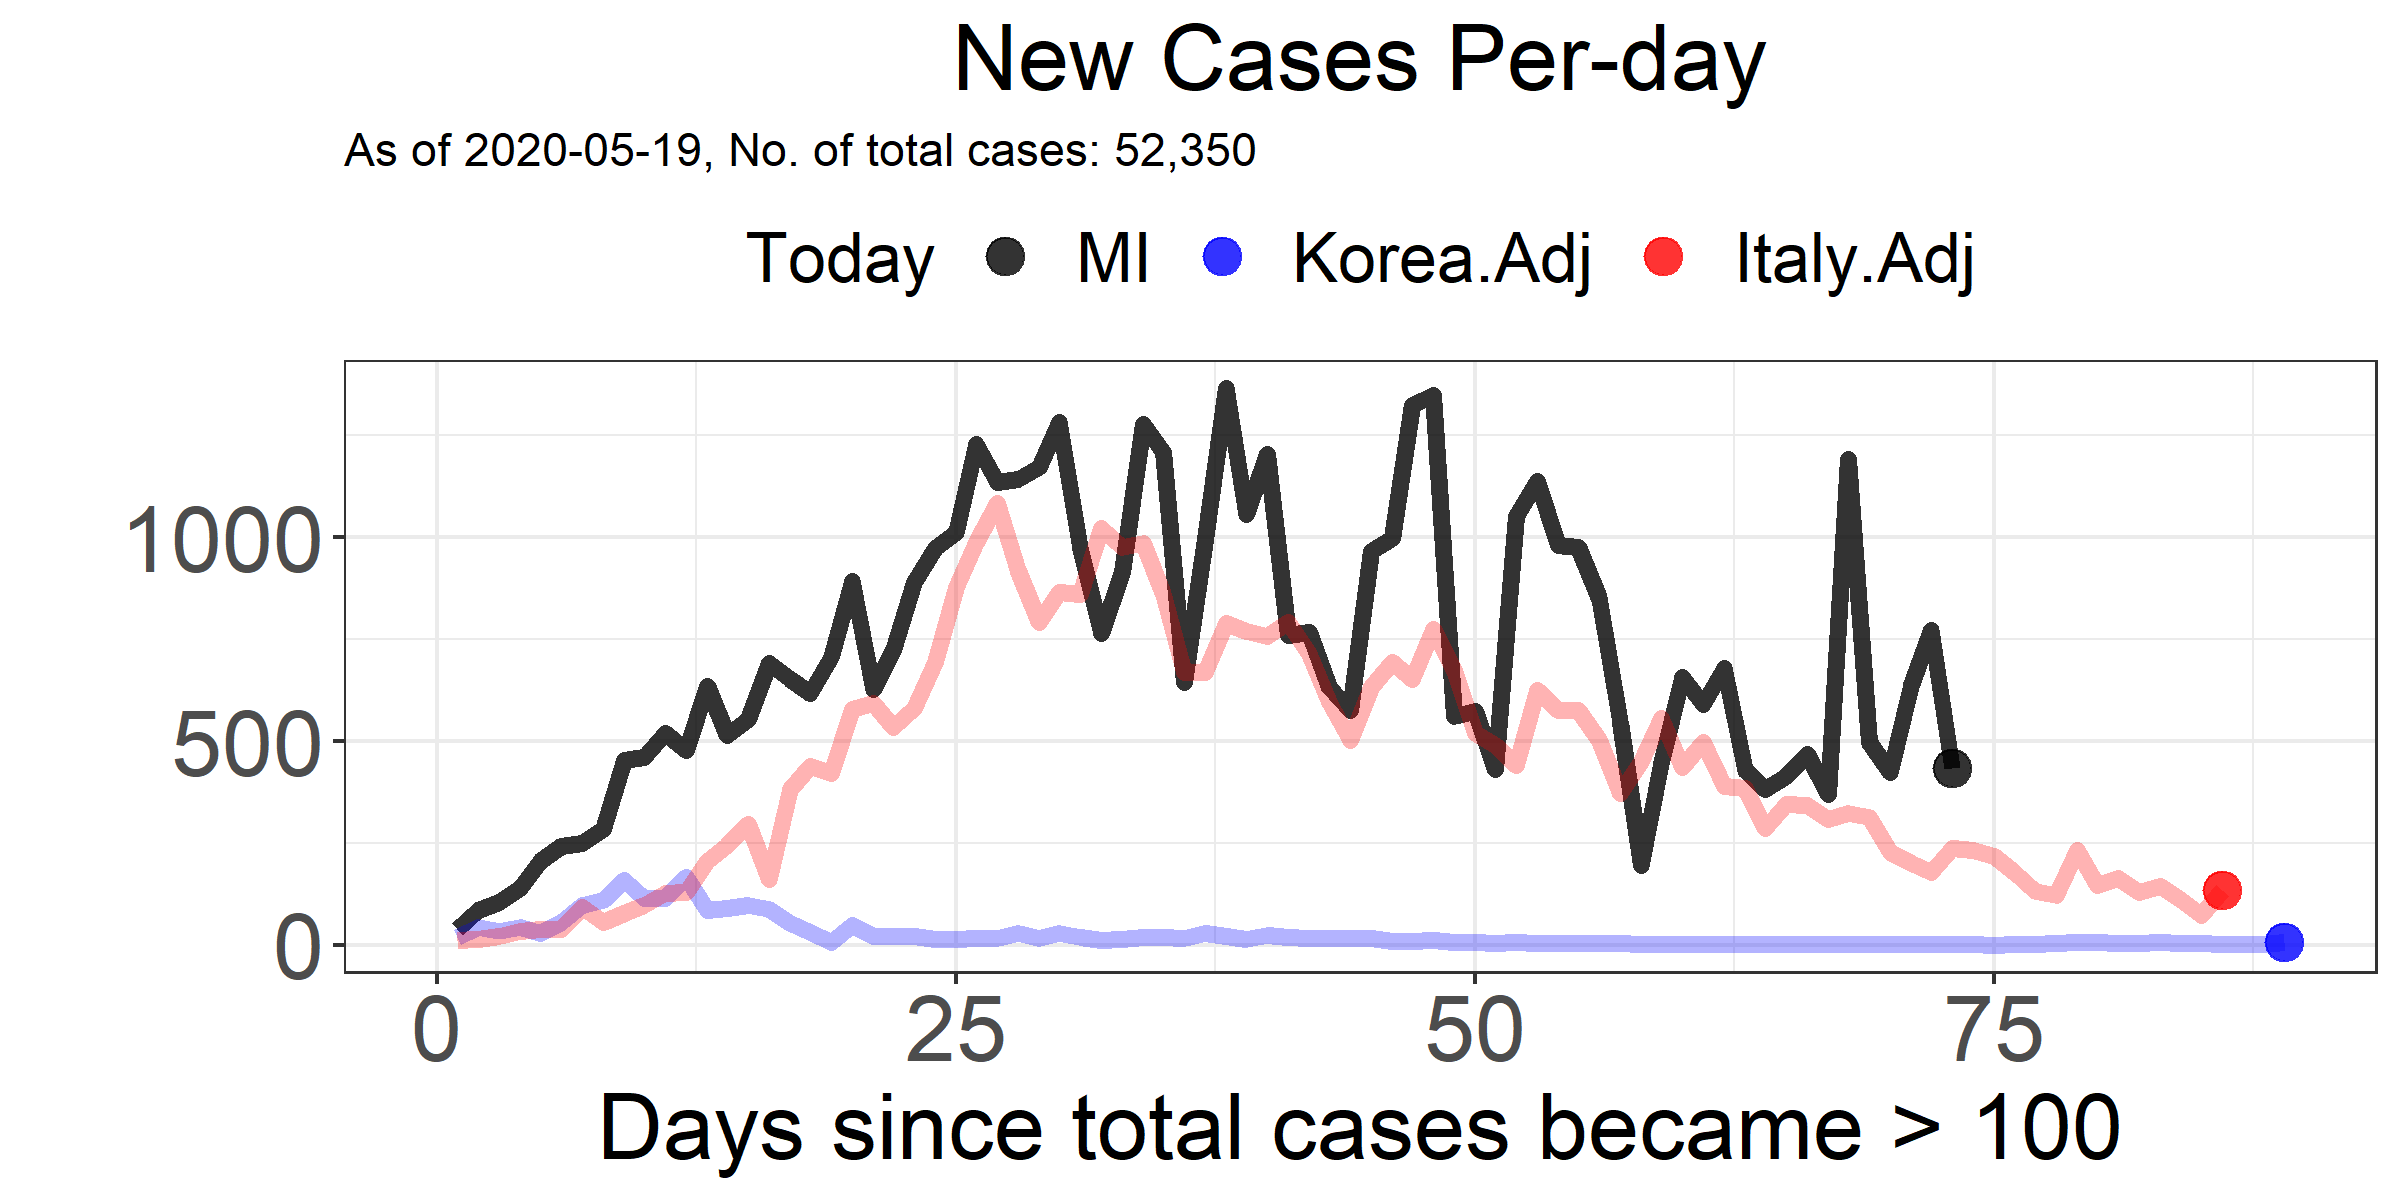 New Cases Per-day
As of 2020-05-19, No. of total cases: 52,350
Today MI Korea.Adj Italy.Adj
1000
500
0
0 25 50 75
Days since total cases became > 100